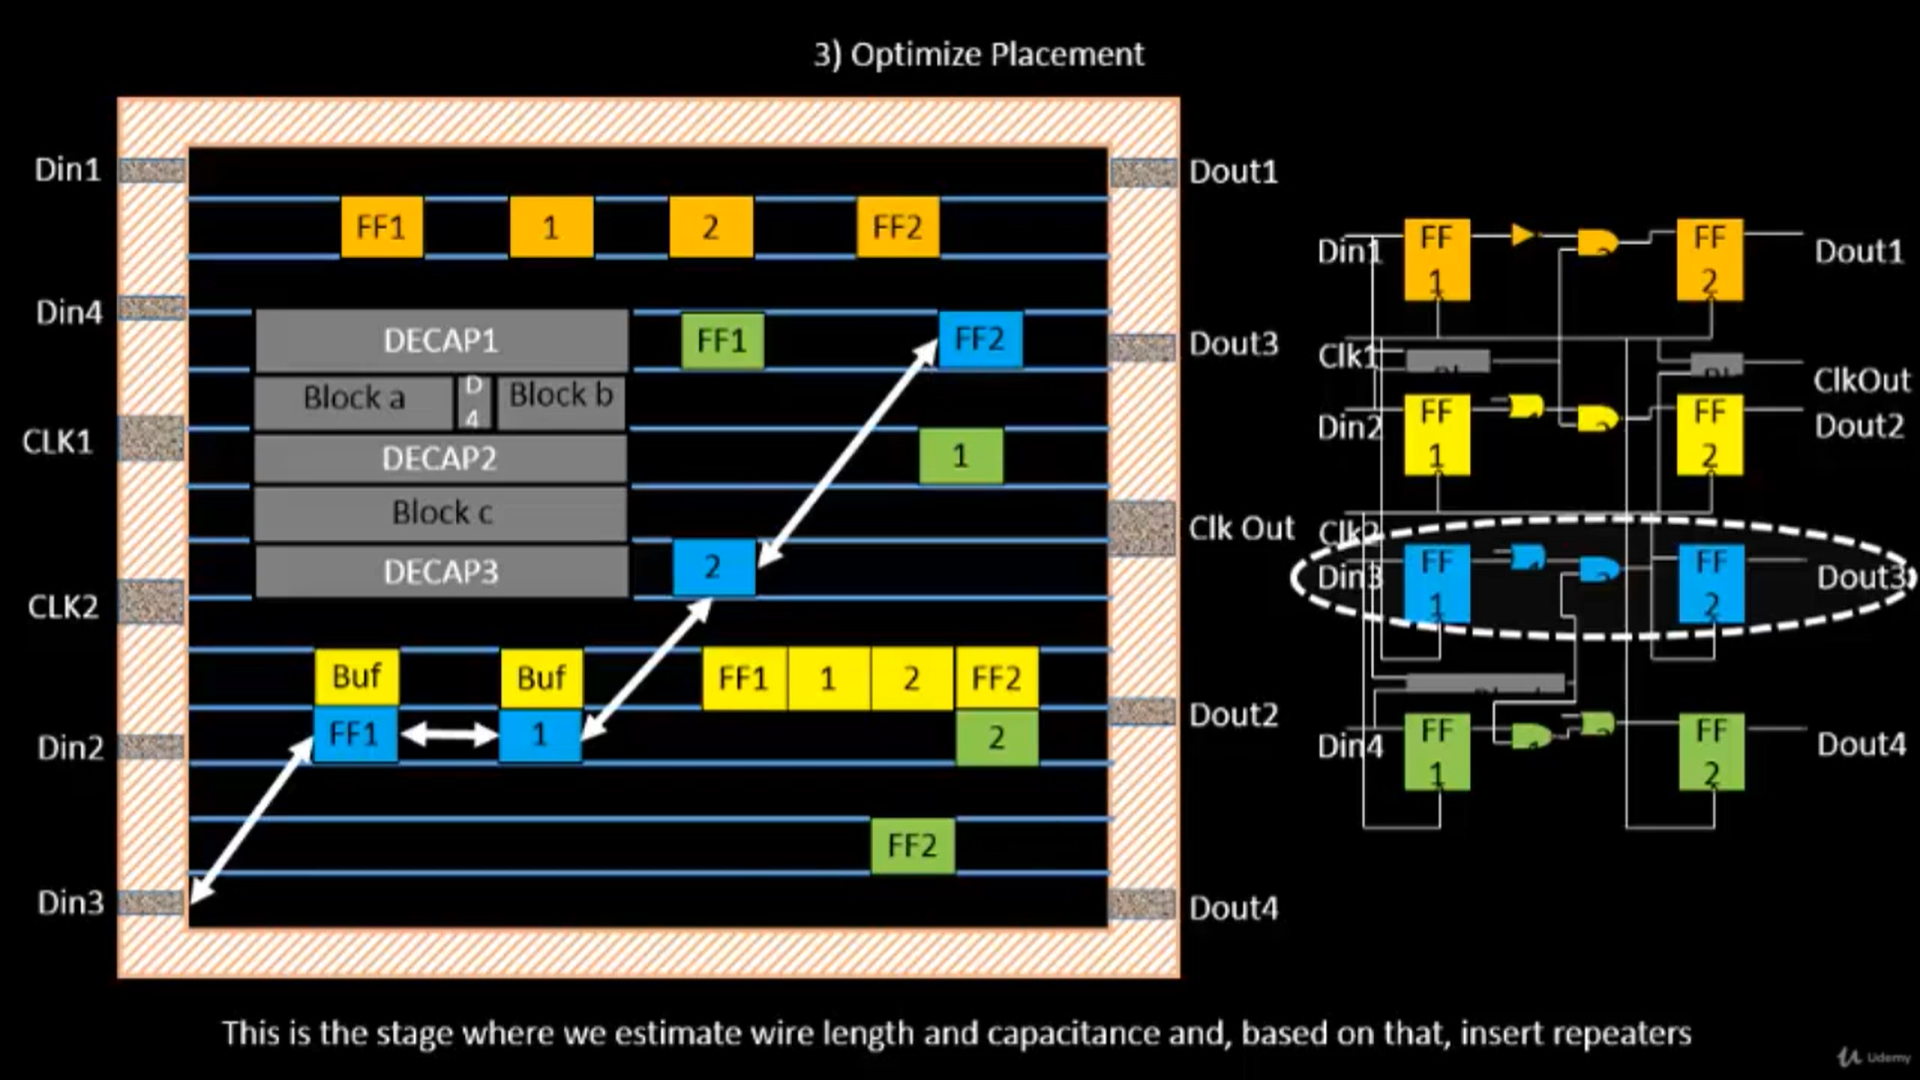 3) Optimize Placement
Din1
Dout1
FF1 1 2 FF2
Din4
DECAP1
FF1
FF2
Dout3
Block a
D
4
Block b
CLK1
DECAP2
1
Block c
Clk Out
DECAP3
2
CLK2
Buf Buf FF1 1 2 FF2
Dout2
Din2
FF1 1 2
FF2
Din3
Dout4
Din1
FF
1
FF
2
Dout1
Clk1
ClkOut
Din2
FF
1
FF
2
Dout2
Clk2
Din3
FF
1
FF
2
Dout3
Din4
FF
1
FF
2
Dout4
This is the stage where we estimate wire length and capacitance and, based on that, insert repeaters
Udemy